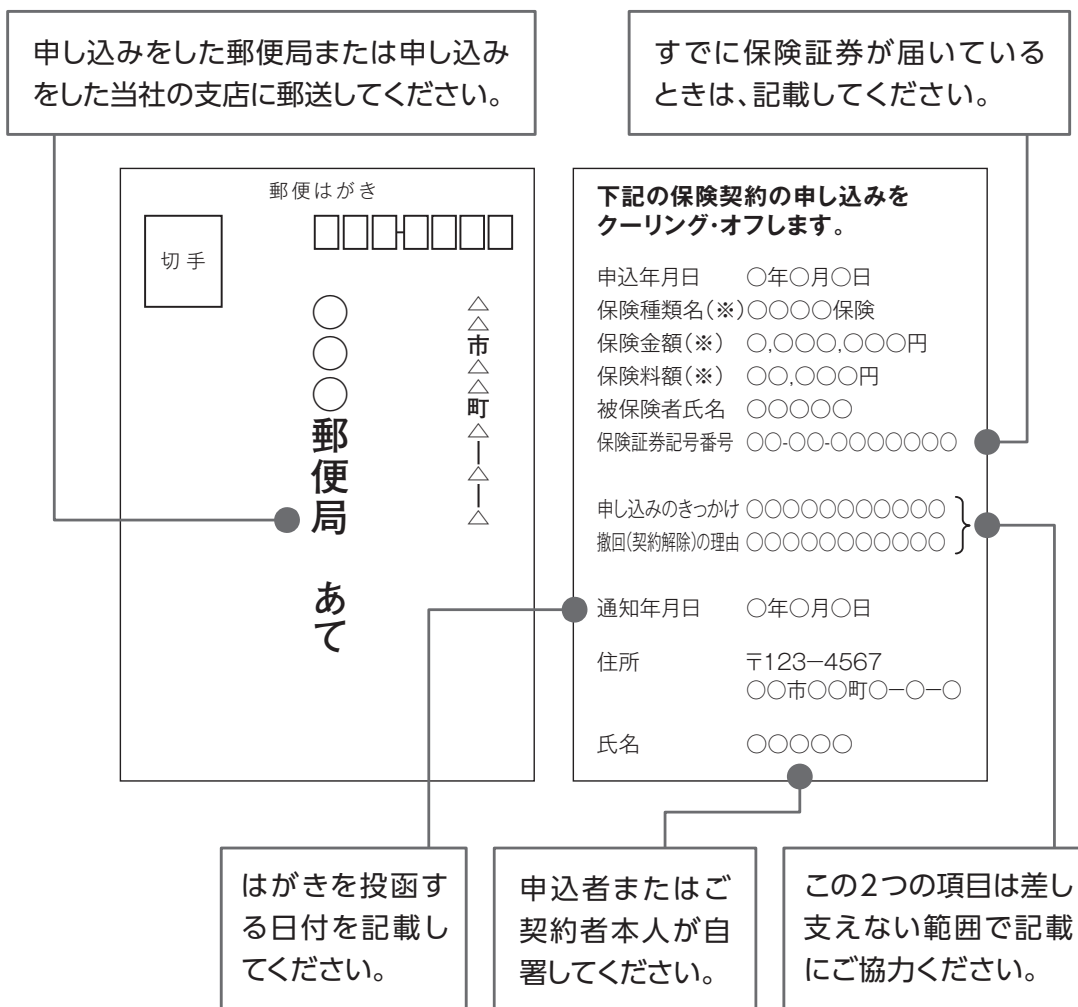 申し込みをした郵便局または申し込み
をした当社の支店に郵送してください。
すでに保険証券が届いている
ときは、記載してください。
郵便はがき
切手
△△市△△町△ー△ー△
○○○郵便局 あて
下記の保険契約の申し込みを
クーリング・オフします。
申込年月日 ○年○月○日
保険種類名(※)○○○○保険
保険金額(※) ○,○○○,○○○円
保険料額(※) ○○,○○○円
被保険者氏名 ○○○○○
保険証券記号番号 ○○-○○-○○○○○○○
申し込みのきっかけ ○○○○○○○○○○○
撤回(契約解除)の理由 ○○○○○○○○○○○
通知年月日 ○年○月○日
住所 〒123−4567
○○市○○町○−○−○
氏名 ○○○○○
はがきを投函す
る日付を記載し
てください。
申込者またはご
契約者本人が自
署してください。
この2つの項目は差し
支えない範囲で記載
にご協力ください。